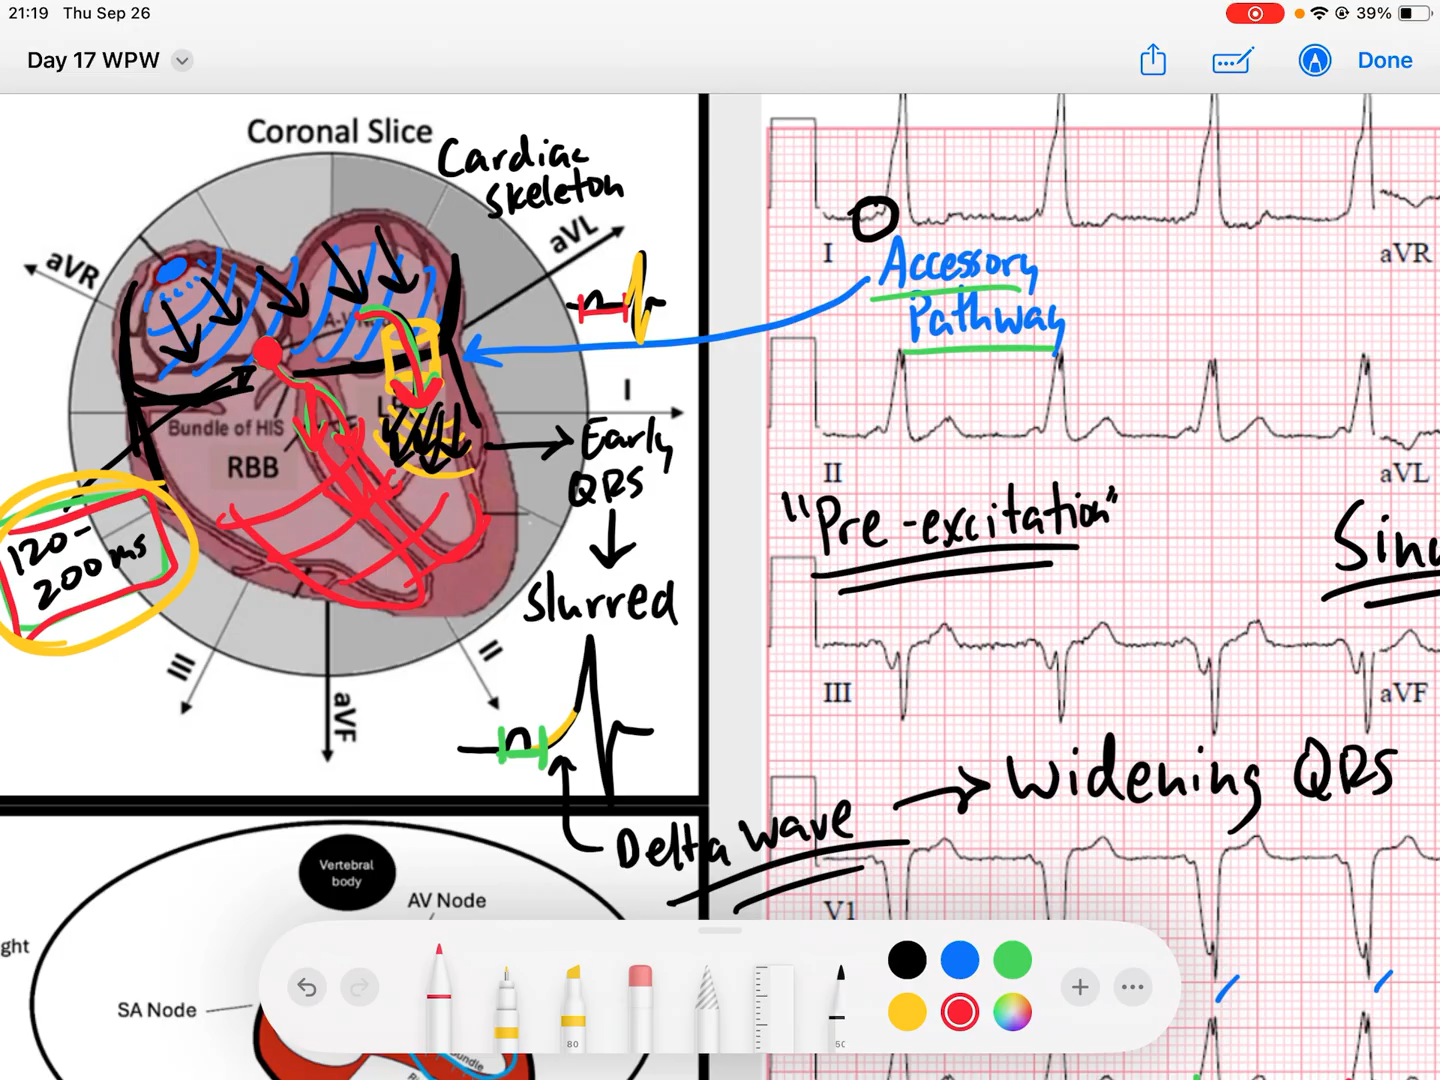 21:19 Thu Sep 26
39%
Day 17 WPW
Done
Coronal Slice
Cardiac
skeleton
aVR
aVL
I
Bundle of HIS
RBB
120-
200 ms
III
aVF
II
Early
QRS
Slurred
Delta wave
Widening QRS
Accessory
Pathway
"Pre-excitation"
I
aVR
II
aVL
III
aVF
V1
Vertebral
body
AV Node
ght
SA Node
80